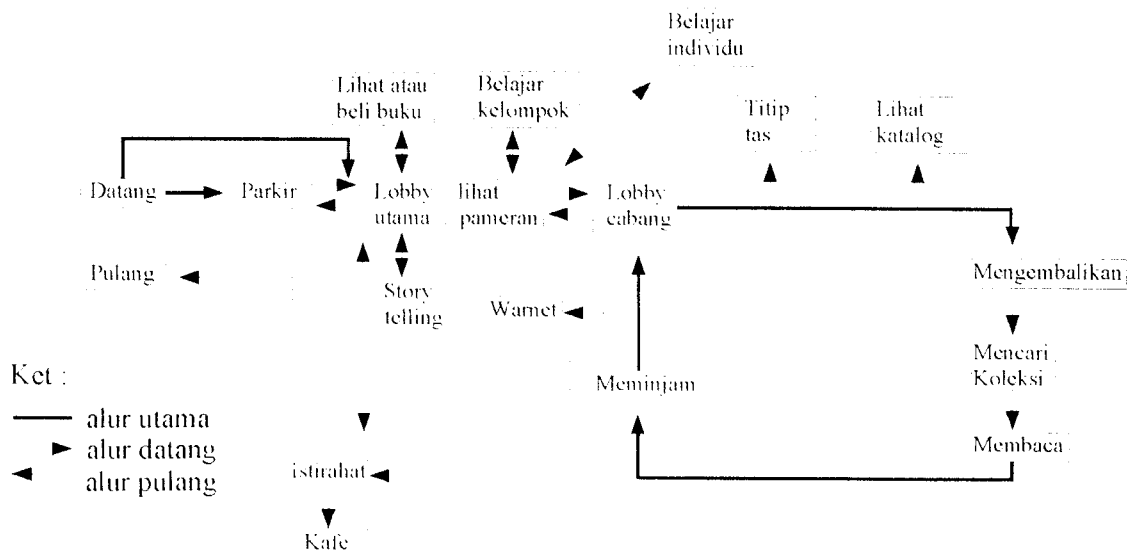 Belajar
individu
Lihat atau
beli buku
Belajar
kelompok
Titip
tas
Lihat
katalog
Datang
Parkir
Lobby
utama
lihat
pameran
Lobby
cabang
Pulang
Story
telling
Warnet
Mengembalikan
Mencari
Koleksi
Meminjam
Membaca
Ket :
alur utama
alur datang
alur pulang
istirahat
Kafe